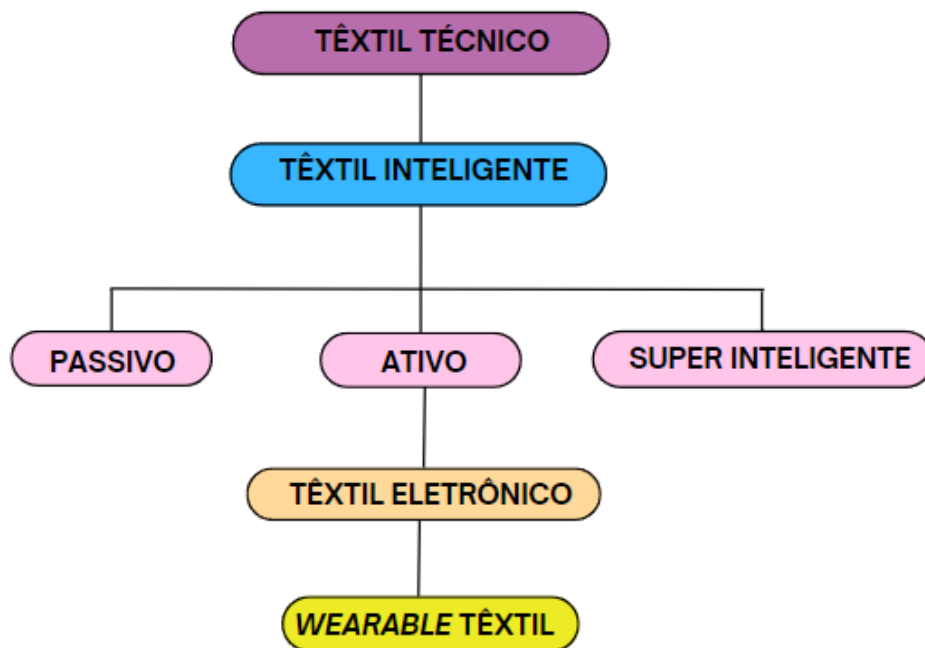 TÊXTIL TÉCNICO
TÊXTIL INTELIGENTE
PASSIVO
ATIVO
SUPER INTELIGENTE
TÊXTIL ELETRÔNICO
WEARABLE TÊXTIL